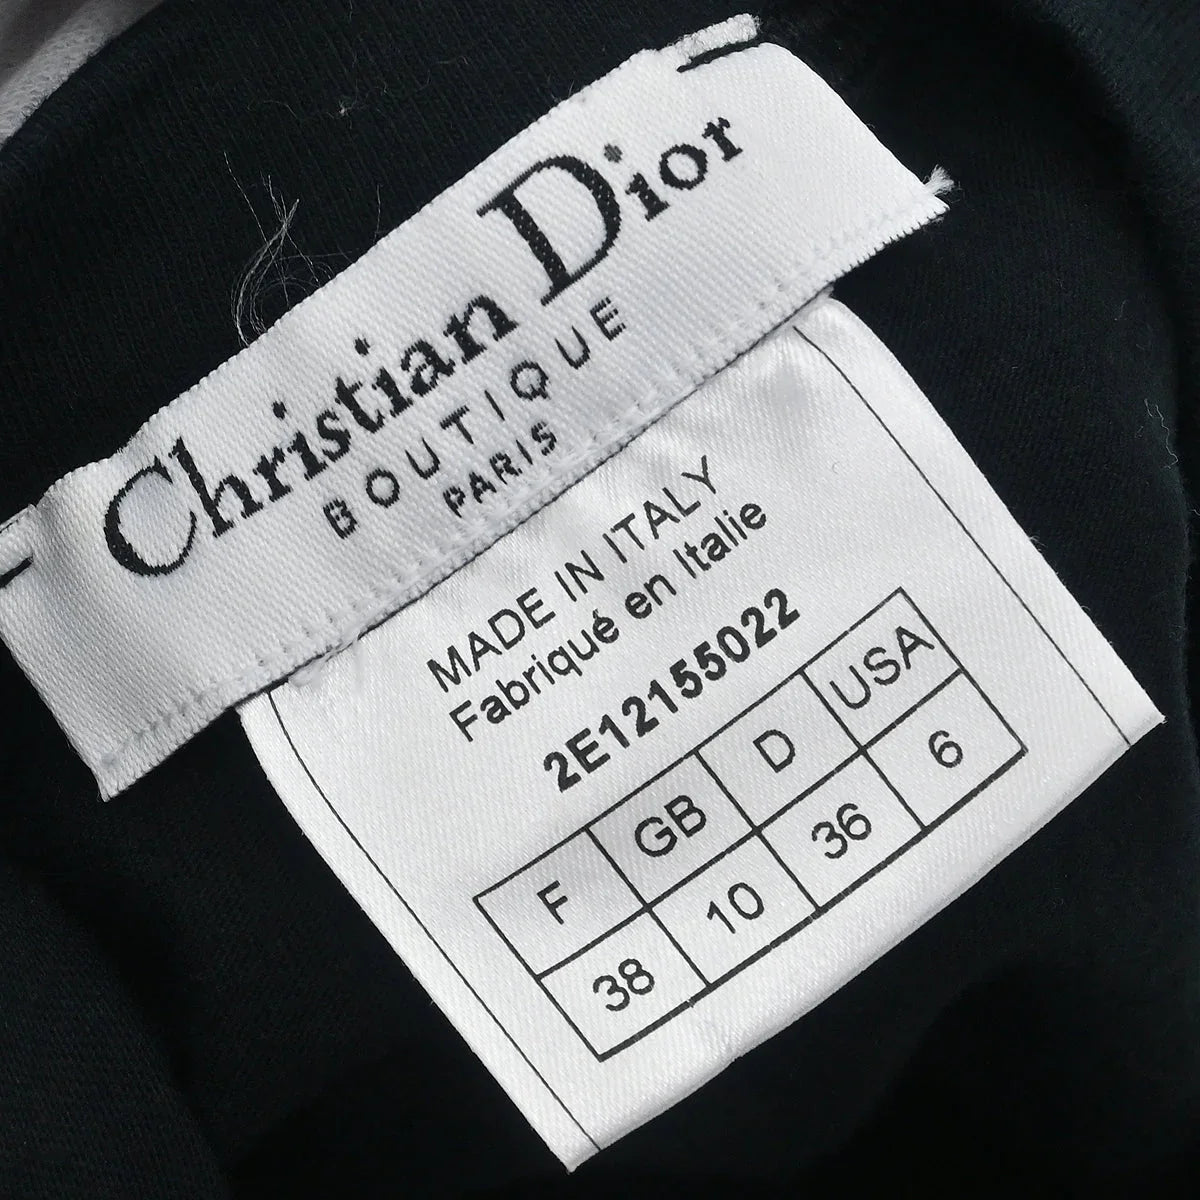 Christian Dior
BOUTIQUE
PARIS
MADE IN ITALY
Fabriqué en Italie
2E12155022
F GB D USA
38 10 36 6